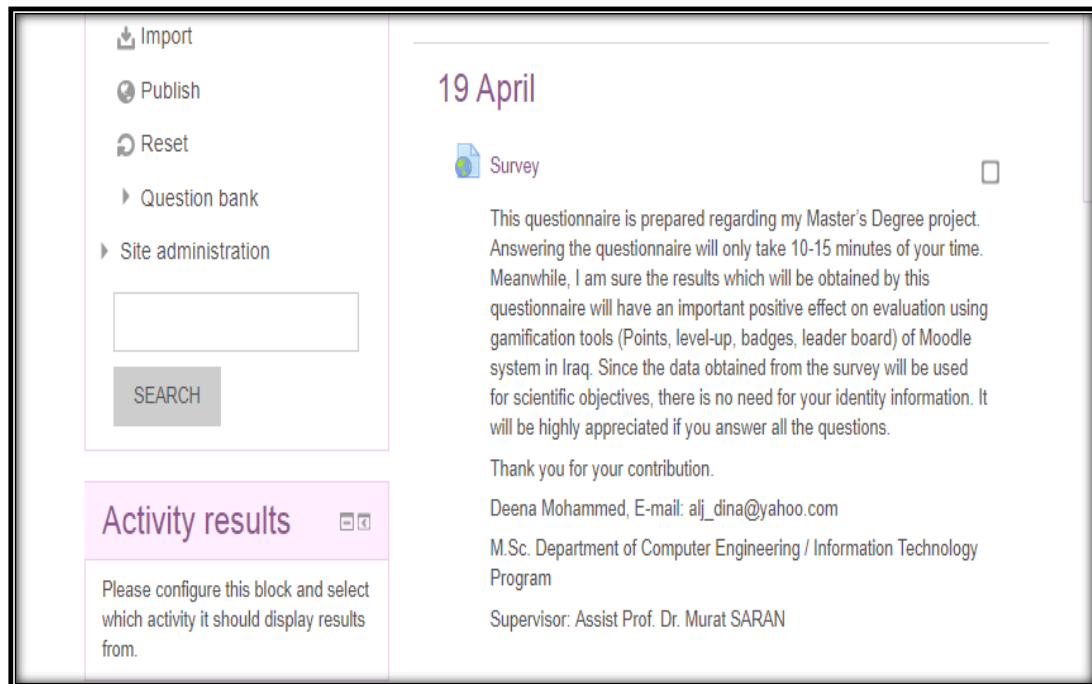 Import
Publish
Reset
Question bank
Site administration
SEARCH
Activity results
Please configure this block and select
which activity it should display results
from.
19 April
Survey
This questionnaire is prepared regarding my Master's Degree project.
Answering the questionnaire will only take 10-15 minutes of your time.
Meanwhile, I am sure the results which will be obtained by this
questionnaire will have an important positive effect on evaluation using
gamification tools (Points, level-up, badges, leader board) of Moodle
system in Iraq. Since the data obtained from the survey will be used
for scientific objectives, there is no need for your identity information. It
will be highly appreciated if you answer all the questions.
Thank you for your contribution.
Deena Mohammed, E-mail: alj_dina@yahoo.com
M.Sc. Department of Computer Engineering / Information Technology
Program
Supervisor: Assist Prof. Dr. Murat SARAN